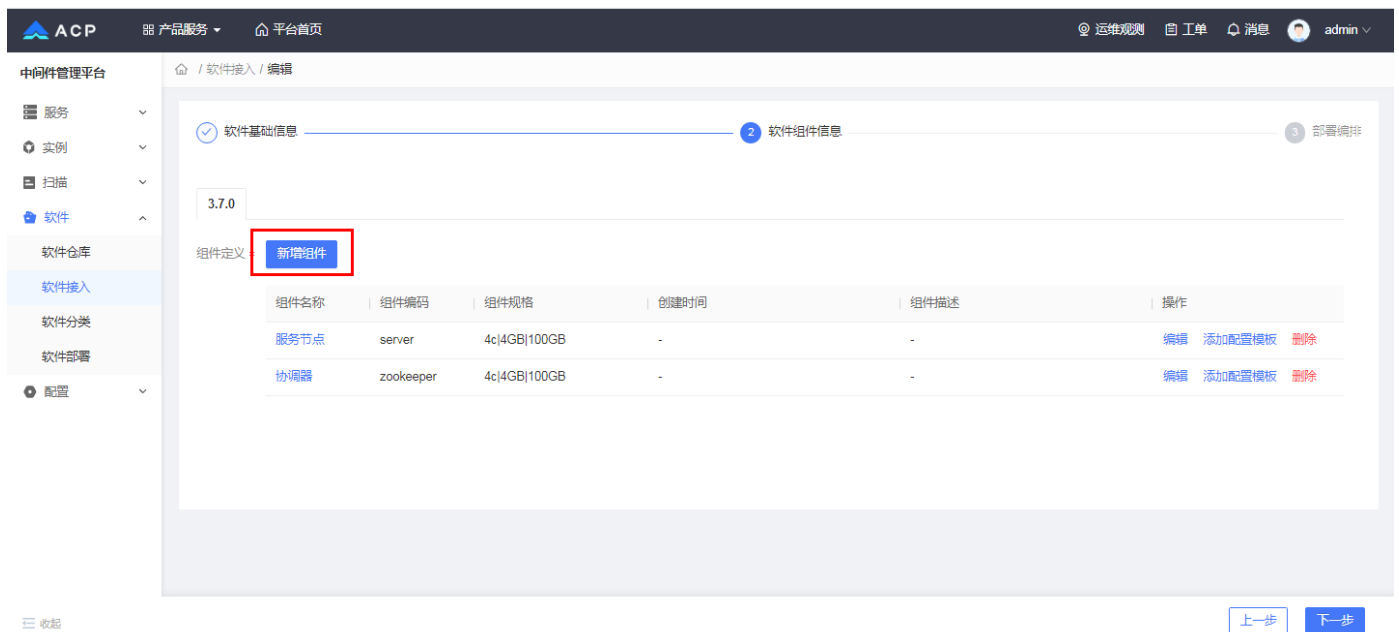 ACP 产品服务 平台首页 运维观测 工单 消息 admin
中间件管理平台
/ 软件接入 / 编辑
服务
实例
扫描
软件
软件仓库
软件接入
软件分类
软件部署
配置
收起
软件基础信息 2 软件组件信息 3 部署编排
3.7.0
组件定义 : 新增组件
组件名称 组件编码 组件规格 创建时间 组件描述 操作
服务节点 server 4c|4GB|100GB - - 编辑 添加配置模板 删除
协调器 zookeeper 4c|4GB|100GB - - 编辑 添加配置模板 删除
上一步 下一步